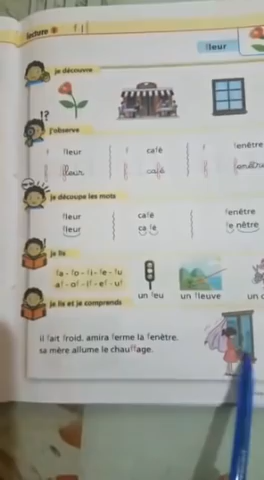 lecture
fleur
je découvre
!?
j'observe
f fleur f café f fenêtre
f fleur f café f fenêtre
je découpe les mots
fleur café fenêtre
fleur ca fé fe nêtre
je lis
fa - fo - fi - fe - fu
af - of - if - ef - uf
un feu un fleuve un
je lis et je comprends
il fait froid. amira ferme la fenêtre.
sa mère allume le chauffage.